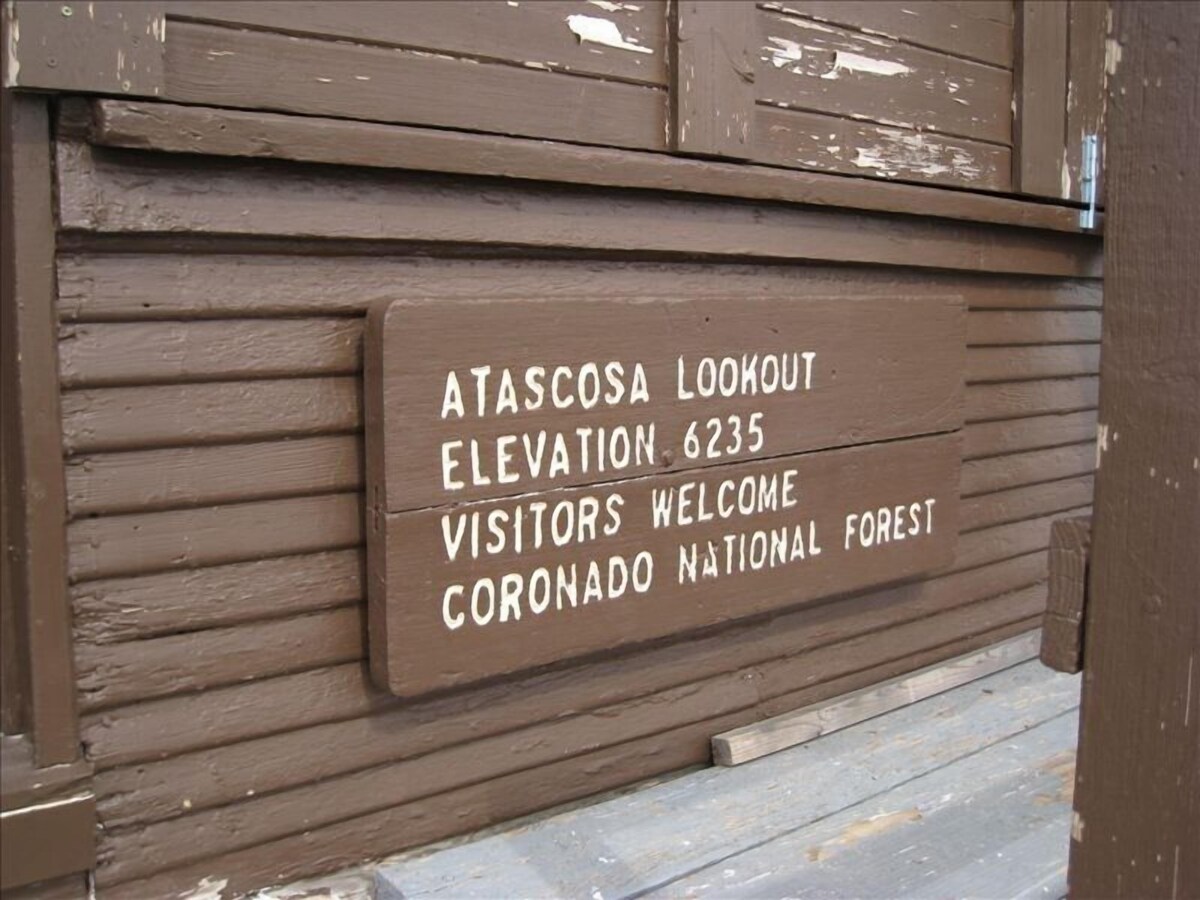 ATASCOSA LOOKOUT
ELEVATION 6235
VISITORS WELCOME
CORONADO NATIONAL FOREST